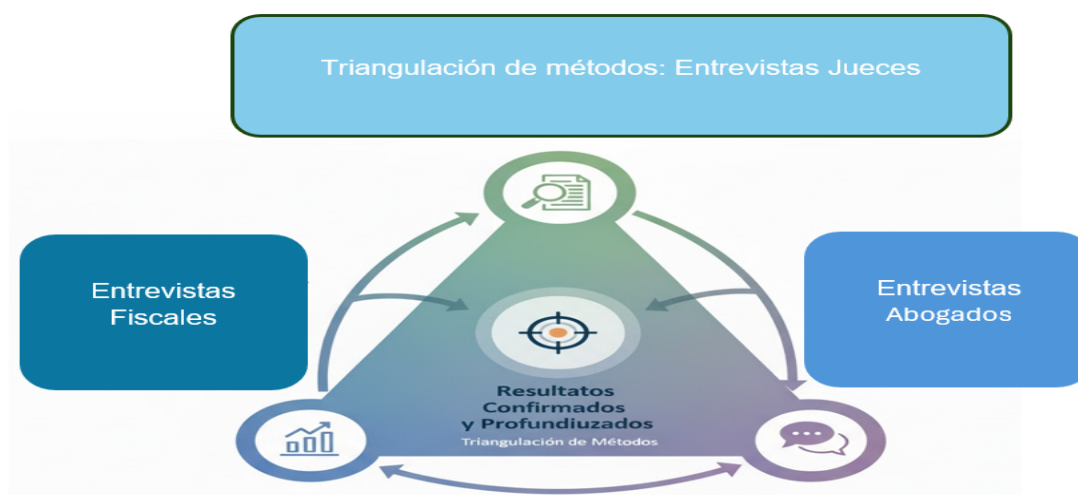 Triangulación de métodos: Entrevistas Jueces
Entrevistas
Fiscales
Entrevistas
Abogados
Resultatos
Confirmados
y Profundiuzados
Triangulación de Métodos